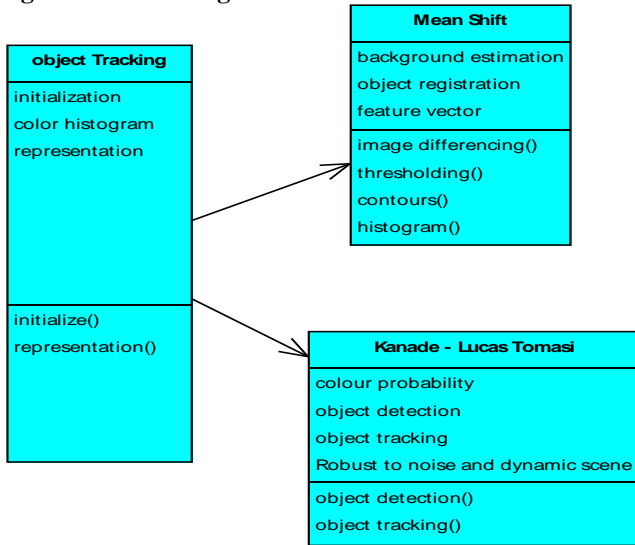 object Tracking
initialization
color histogram
representation
initialize()
representation()
Mean Shift
background estimation
object registration
feature vector
image differencing()
thresholding()
contours()
histogram()
Kanade - Lucas Tomasi
colour probability
object detection
object tracking
Robust to noise and dynamic scene
object detection()
object tracking()